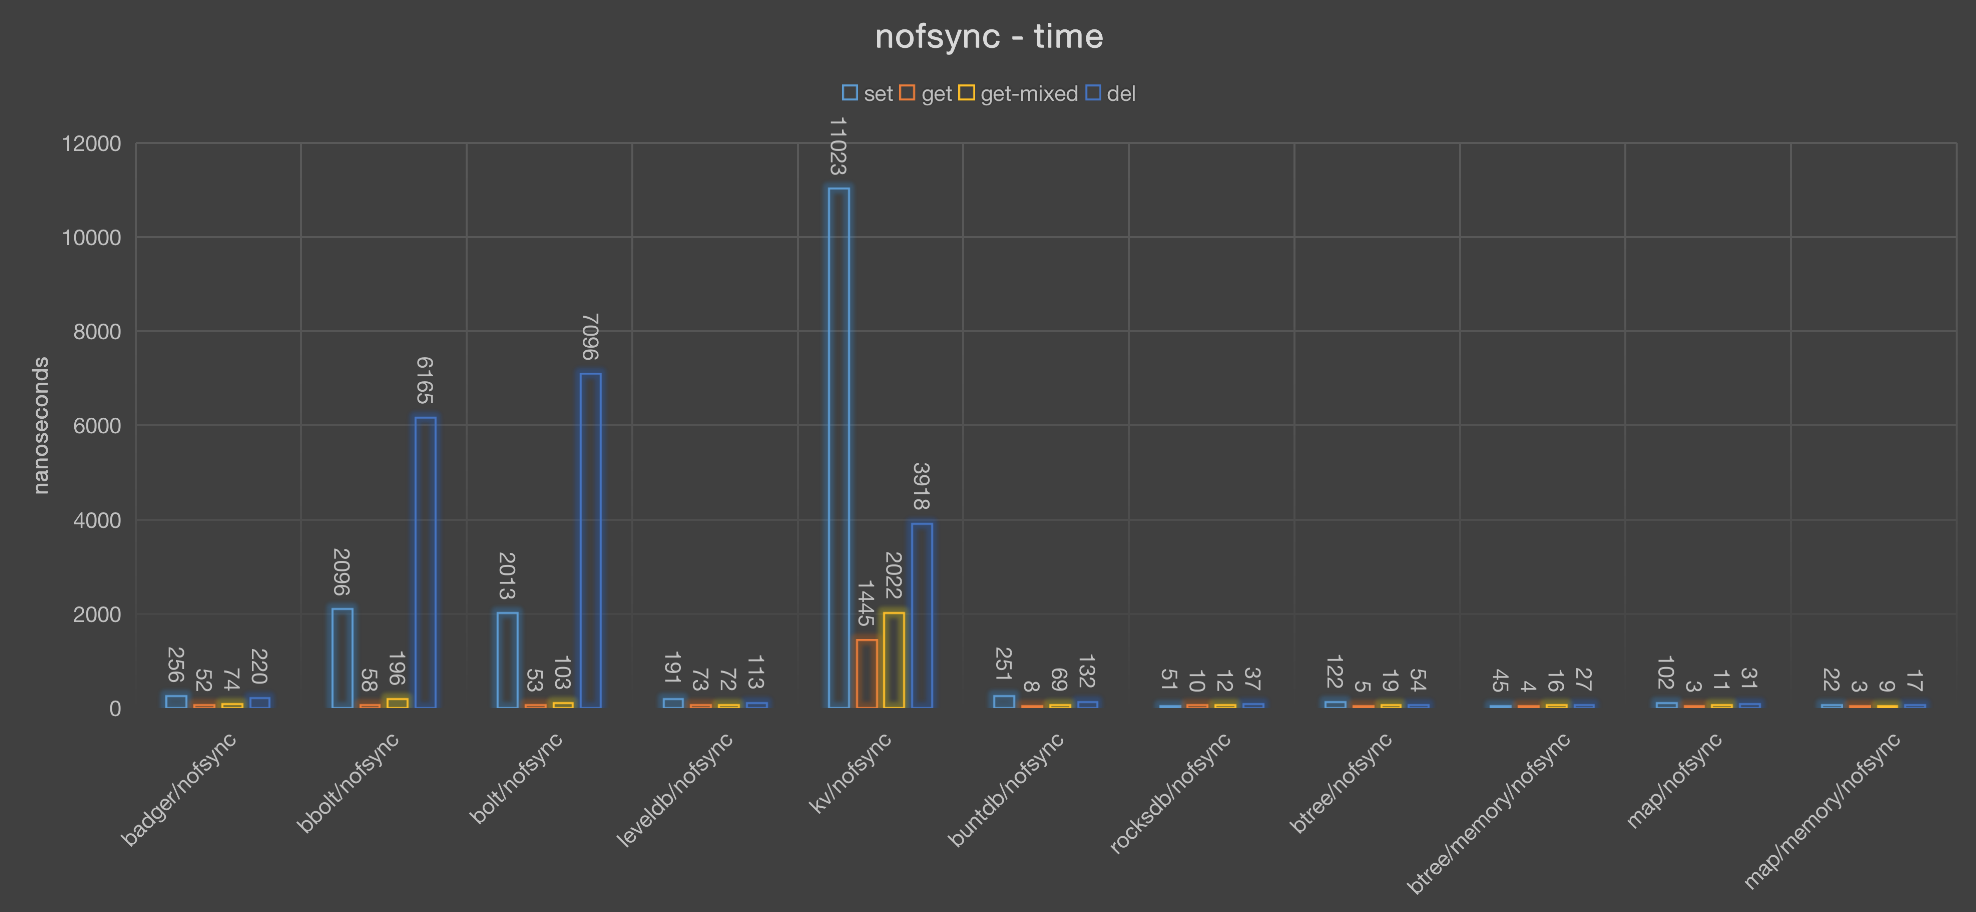 nofsync - time
set get get-mixed del
nanoseconds
12000
10000
8000
6000
4000
2000
0
256 52 74 220
2096 58 196 6165
2013 53 103 7096
191 73 72 113
11023 1445 2022 3918
251 8 69 132
51 10 12 37
122 5 19 54
45 4 16 27
102 3 11 31
22 3 9 17
badger/nofsync
bbolt/nofsync
bolt/nofsync
leveldb/nofsync
kv/nofsync
buntdb/nofsync
rocksdb/nofsync
btree/nofsync
btree/memory/nofsync
map/nofsync
map/memory/nofsync